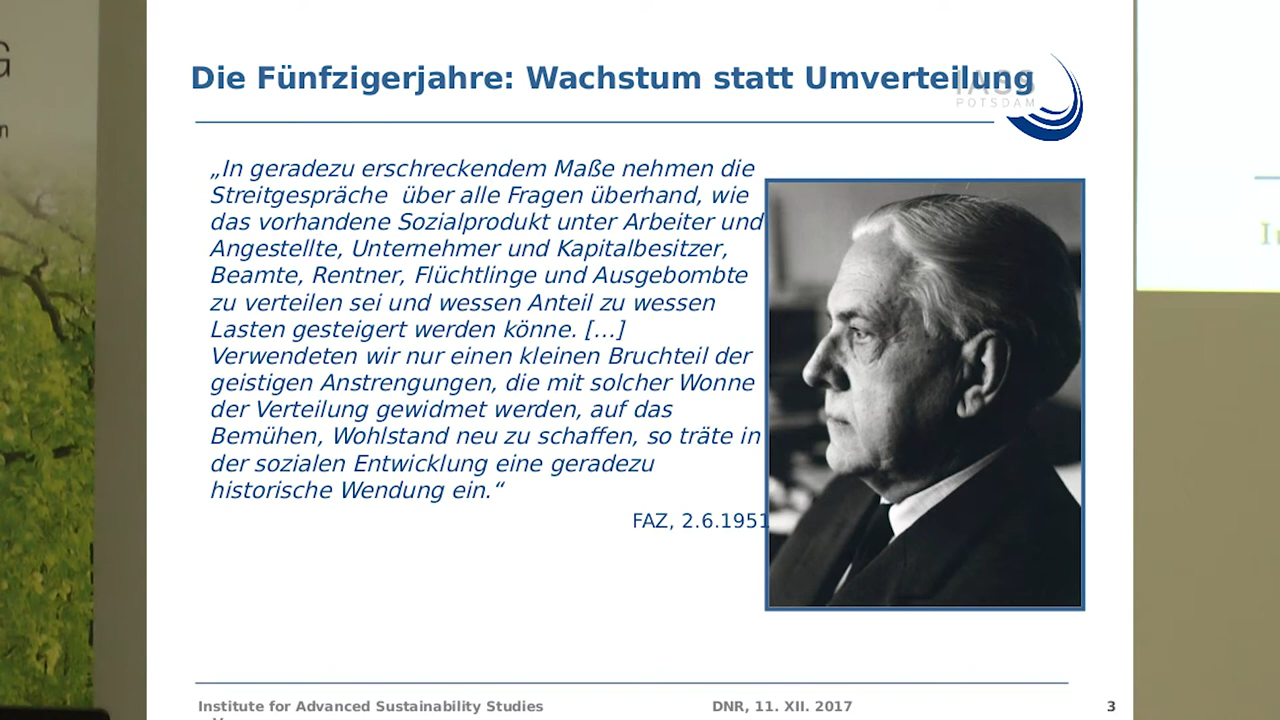 Die Fünfzigerjahre: Wachstum statt Umverteilung
IASS
POTSDAM
„In geradezu erschreckendem Maße nehmen die
Streitgespräche über alle Fragen überhand, wie
das vorhandene Sozialprodukt unter Arbeiter und
Angestellte, Unternehmer und Kapitalbesitzer,
Beamte, Rentner, Flüchtlinge und Ausgebombte
zu verteilen sei und wessen Anteil zu wessen
Lasten gesteigert werden könne. […]
Verwendeten wir nur einen kleinen Bruchteil der
geistigen Anstrengungen, die mit solcher Wonne
der Verteilung gewidmet werden, auf das
Bemühen, Wohlstand neu zu schaffen, so träte in
der sozialen Entwicklung eine geradezu
historische Wendung ein.“
FAZ, 2.6.1951
Institute for Advanced Sustainability Studies
DNR, 11. XII. 2017
3